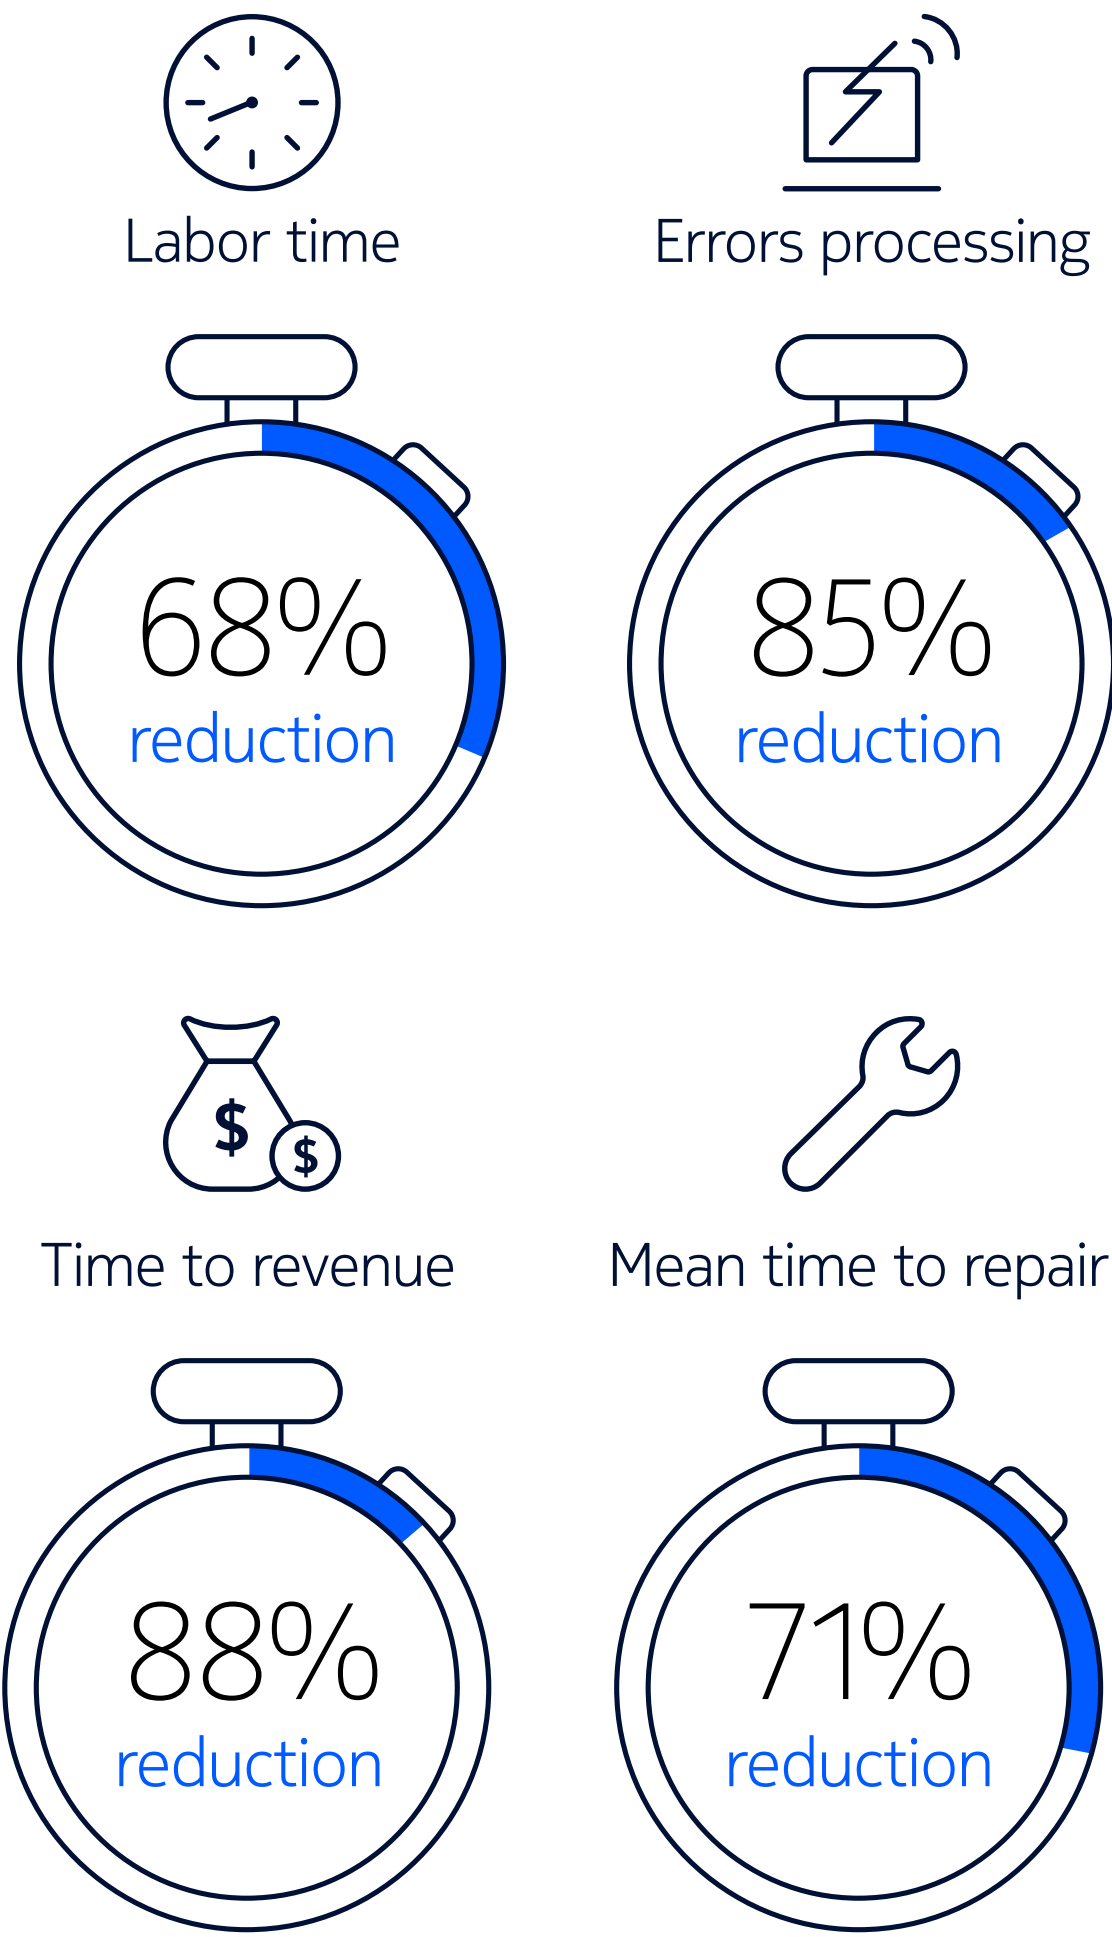 Labor time
Errors processing
68%
reduction
85%
reduction
$
$
Time to revenue
Mean time to repair
88%
reduction
71%
reduction